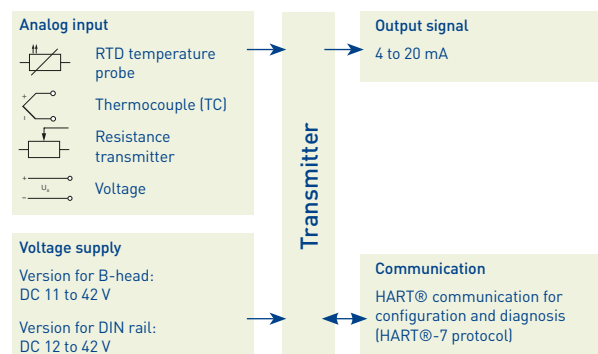 Analog input
RTD temperature
probe
+
-
Thermocouple (TC)
Resistance
transmitter
+
Ux
−
Voltage
Voltage supply
Version for B-head:
DC 11 to 42 V
Version for DIN rail:
DC 12 to 42 V
Transmitter
Output signal
4 to 20 mA
Communication
HART® communication for
configuration and diagnosis
(HART®-7 protocol)